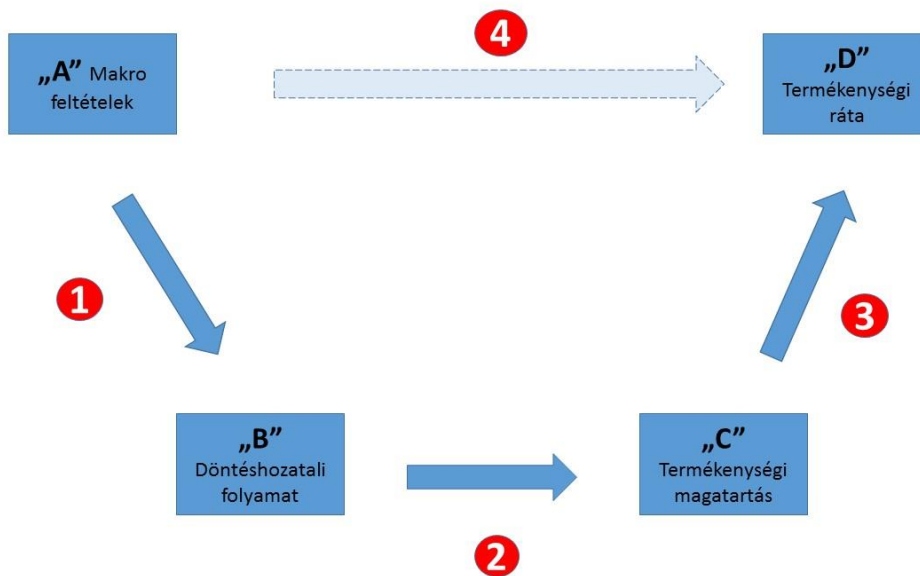 4
„A” Makro
feltételek
„D”
Termékenységi
ráta
1
3
„B”
Döntéshozatali
folyamat
„C”
Termékenységi
magatartás
2